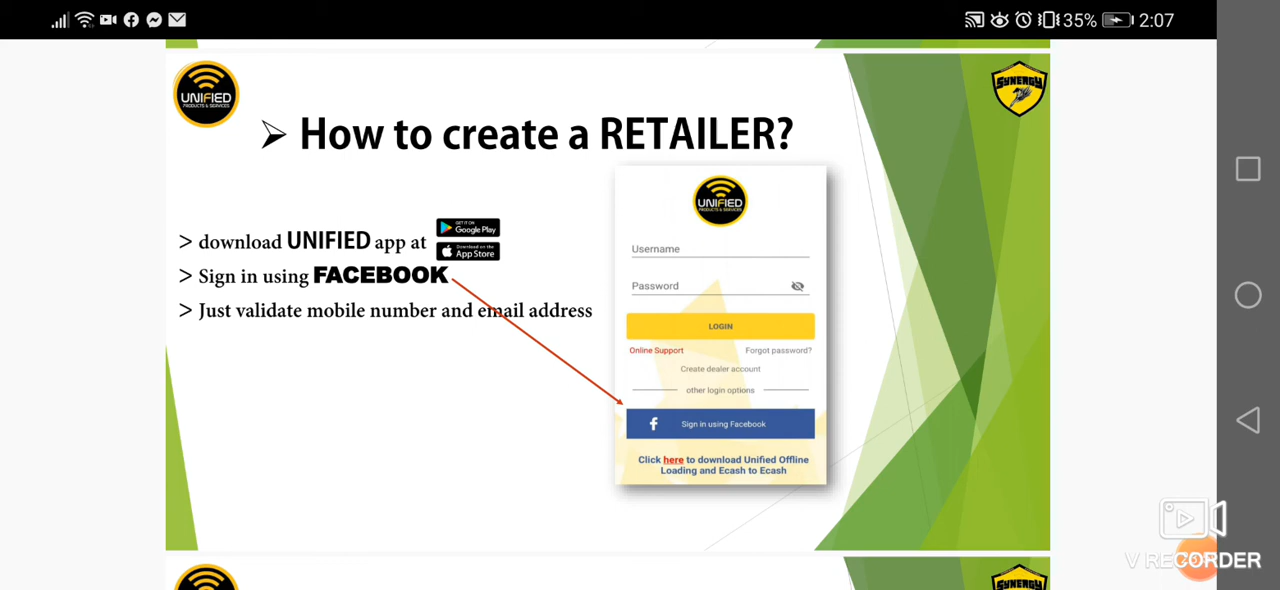 35% 2:07
UNIFIED
PRODUCTS & SERVICES
SYNERGY
➢ How to create a RETAILER?
> download UNIFIED app at
GET IT ON
Google Play
Download on the
App Store
> Sign in using FACEBOOK
> Just validate mobile number and email address
UNIFIED
PRODUCTS & SERVICES
Username
Password
LOGIN
Online Support Forgot password?
Create dealer account
other login options
f Sign in using Facebook
Click here to download Unified Offline
Loading and Ecash to Ecash
V RECORDER
SYNERGY